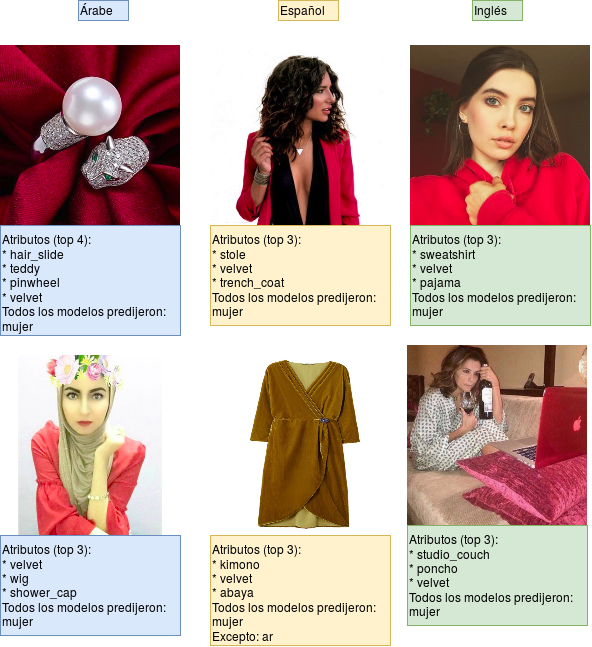 Árabe
Español
Inglés
Atributos (top 4):
* hair_slide
* teddy
* pinwheel
* velvet
Todos los modelos predijeron:
mujer
Atributos (top 3):
* stole
* velvet
* trench_coat
Todos los modelos predijeron:
mujer
Atributos (top 3):
* sweatshirt
* velvet
* pajama
Todos los modelos predijeron:
mujer
Atributos (top 3):
* velvet
* wig
* shower_cap
Todos los modelos predijeron:
mujer
Atributos (top 3):
* kimono
* velvet
* abaya
Todos los modelos predijeron:
mujer
Excepto: ar
Atributos (top 3):
* studio_couch
* poncho
* velvet
Todos los modelos predijeron:
mujer